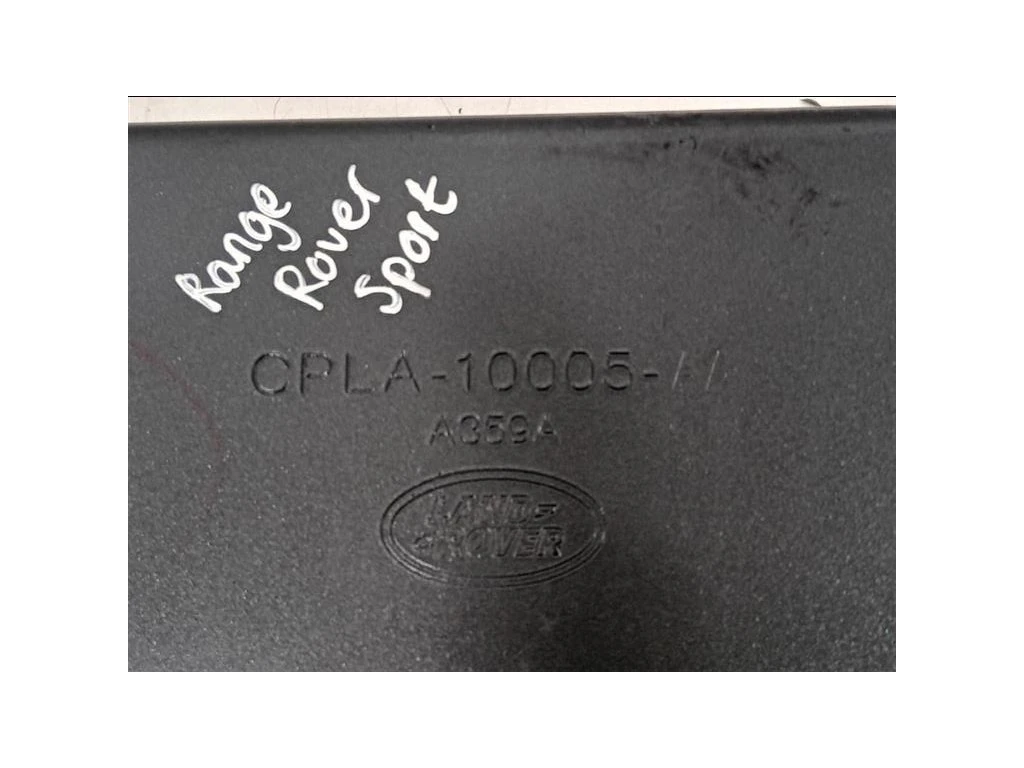 Range
Rover
Sport
CPLA-10005-//
A359A
LAND
ROVER